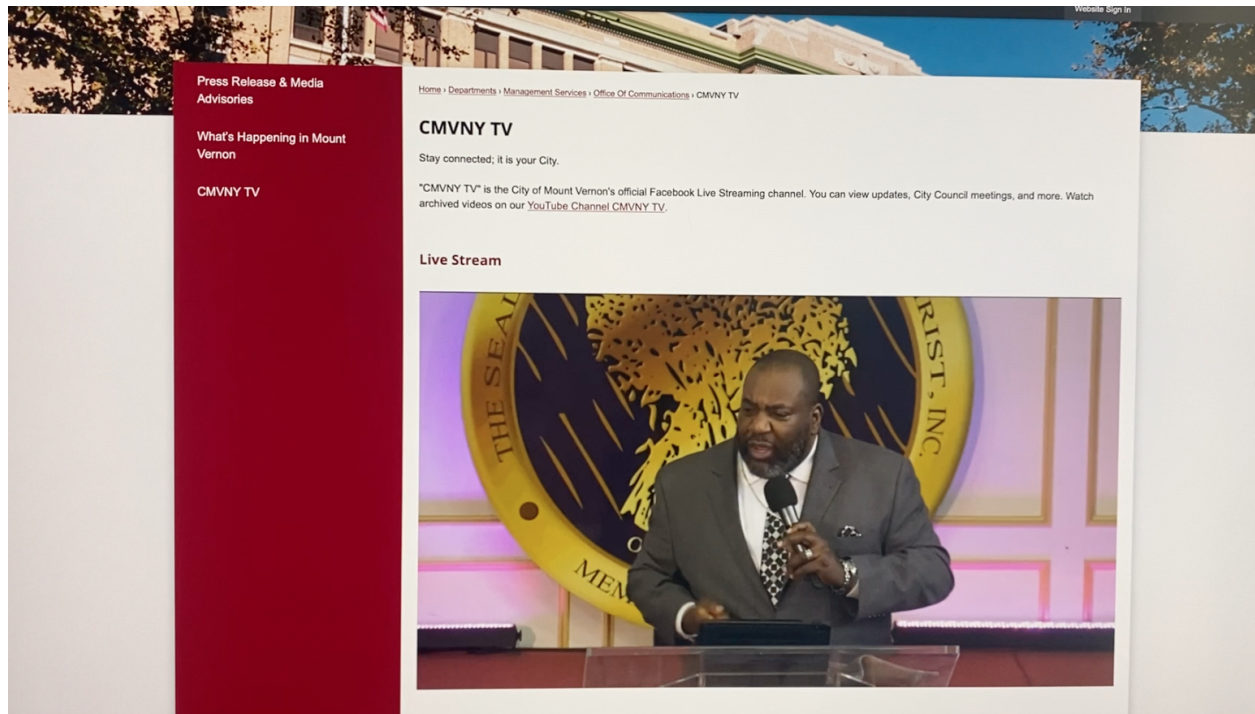 Website Sign In
Press Release & Media
Advisories
What's Happening in Mount
Vernon
CMVNY TV
Home › Departments › Management Services › Office Of Communications › CMVNY TV
CMVNY TV
Stay connected; it is your City.
"CMVNY TV" is the City of Mount Vernon's official Facebook Live Streaming channel. You can view updates, City Council meetings, and more. Watch
archived videos on our YouTube Channel CMVNY TV.
Live Stream
THE SEAL
RIST, INC.
O
MEM